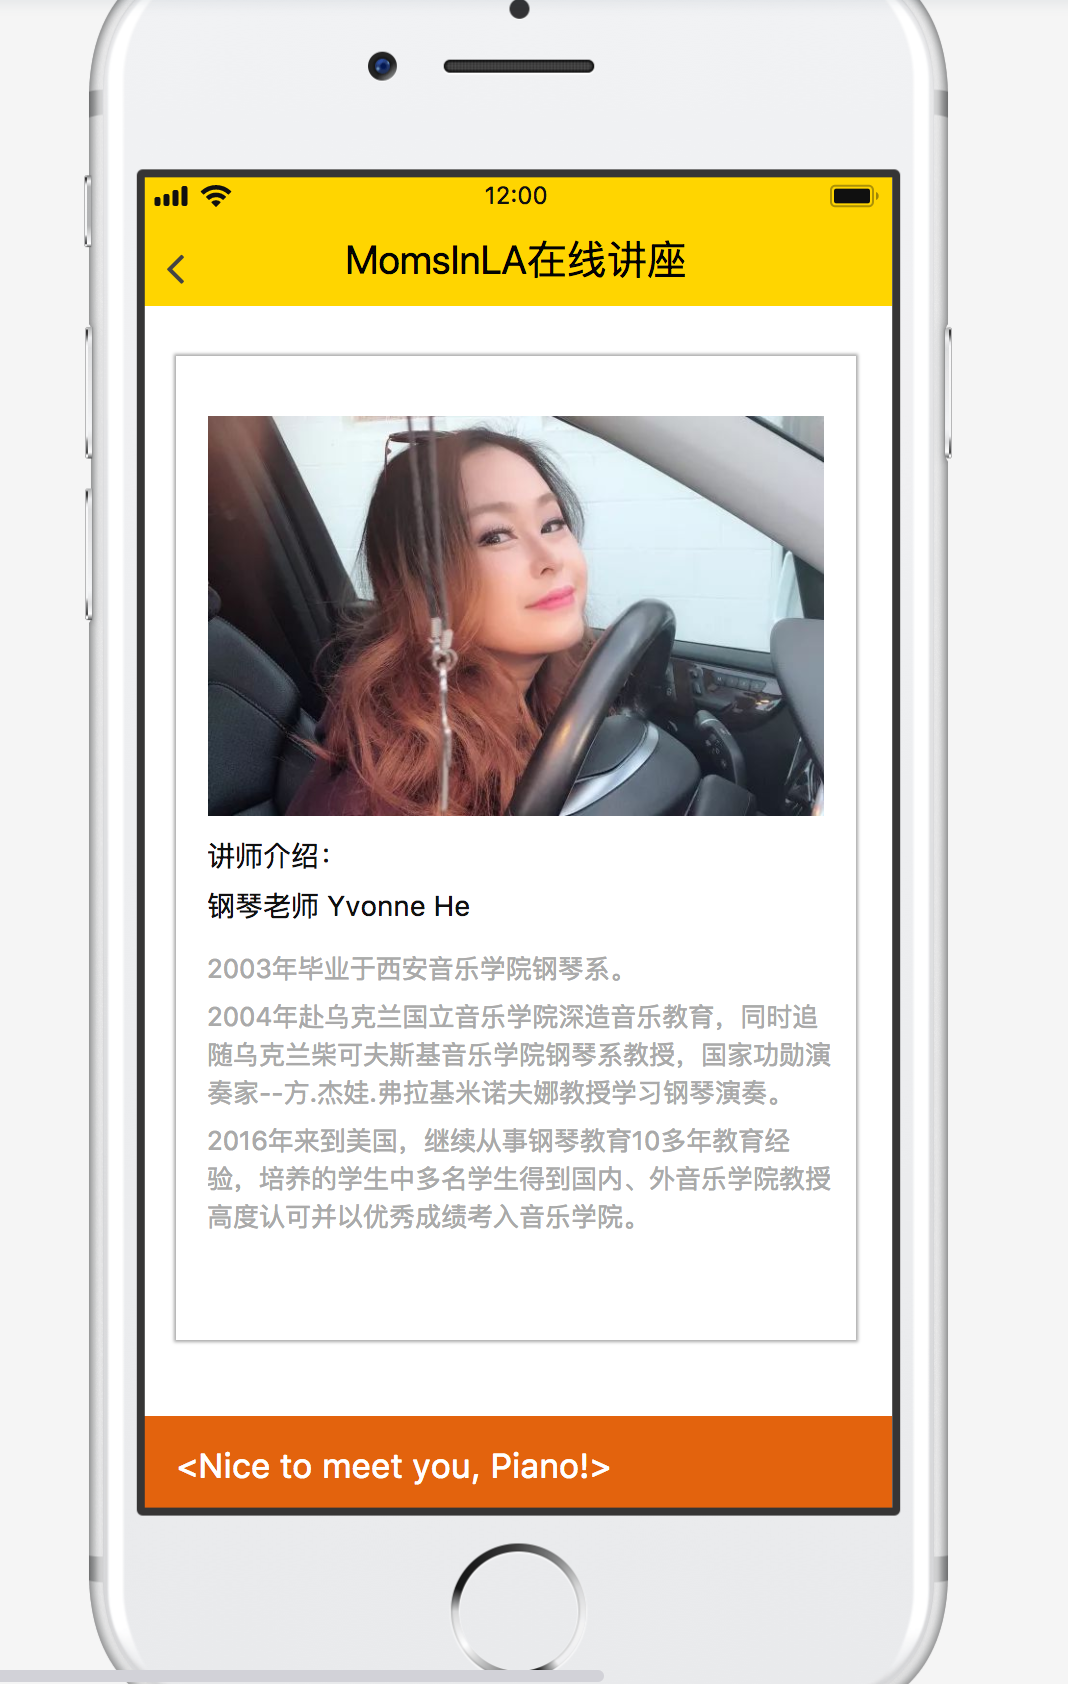 12:00
MomsInLA在线讲座
讲师介绍：
钢琴老师 Yvonne He
2003年毕业于西安音乐学院钢琴系。
2004年赴乌克兰国立音乐学院深造音乐教育，同时追
随乌克兰柴可夫斯基音乐学院钢琴系教授，国家功勋演
奏家--方.杰娃.弗拉基米诺夫娜教授学习钢琴演奏。
2016年来到美国，继续从事钢琴教育10多年教育经
验，培养的学生中多名学生得到国内、外音乐学院教授
高度认可并以优秀成绩考入音乐学院。
<Nice to meet you, Piano!>